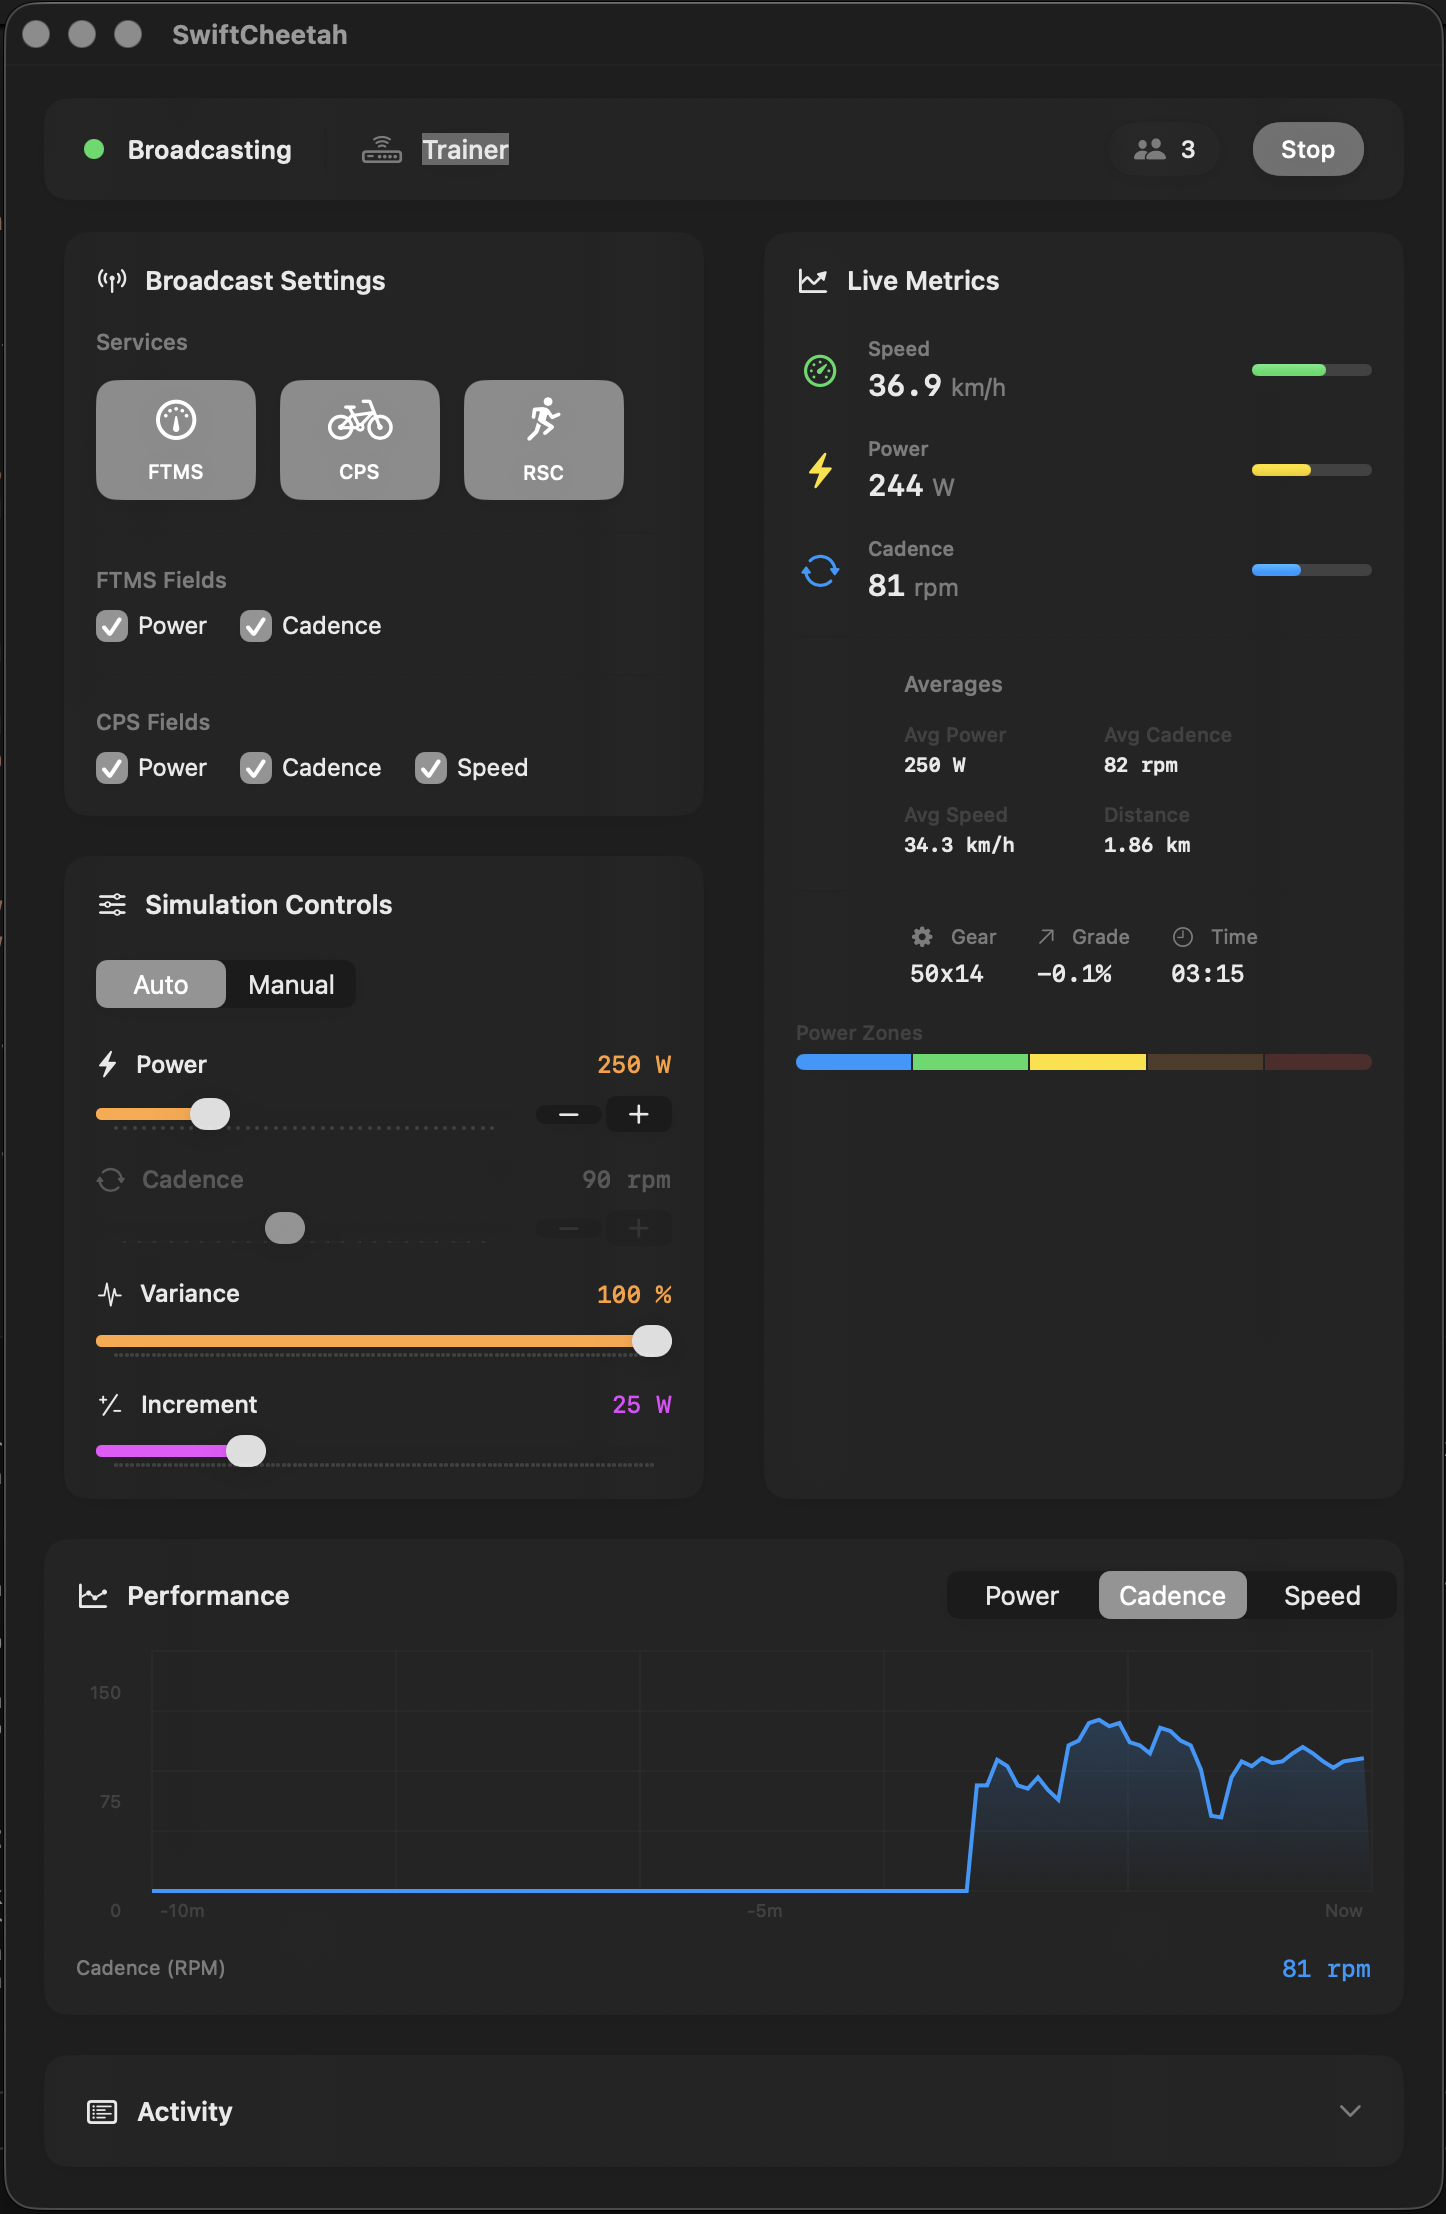 SwiftCheetah
Broadcasting
Trainer
3
Stop
Broadcast Settings
Services
FTMS
CPS
RSC
FTMS Fields
Power
Cadence
CPS Fields
Power
Cadence
Speed
Simulation Controls
Auto
Manual
Power
250 W
−
+
Cadence
90 rpm
−
+
Variance
100 %
Increment
25 W
Live Metrics
Speed
36.9 km/h
Power
244 W
Cadence
81 rpm
Averages
Avg Power
250 W
Avg Cadence
82 rpm
Avg Speed
34.3 km/h
Distance
1.86 km
Gear
50x14
Grade
−0.1%
Time
03:15
Power Zones
Performance
Power
Cadence
Speed
150
75
0
-10m
-5m
Now
Cadence (RPM)
81 rpm
Activity